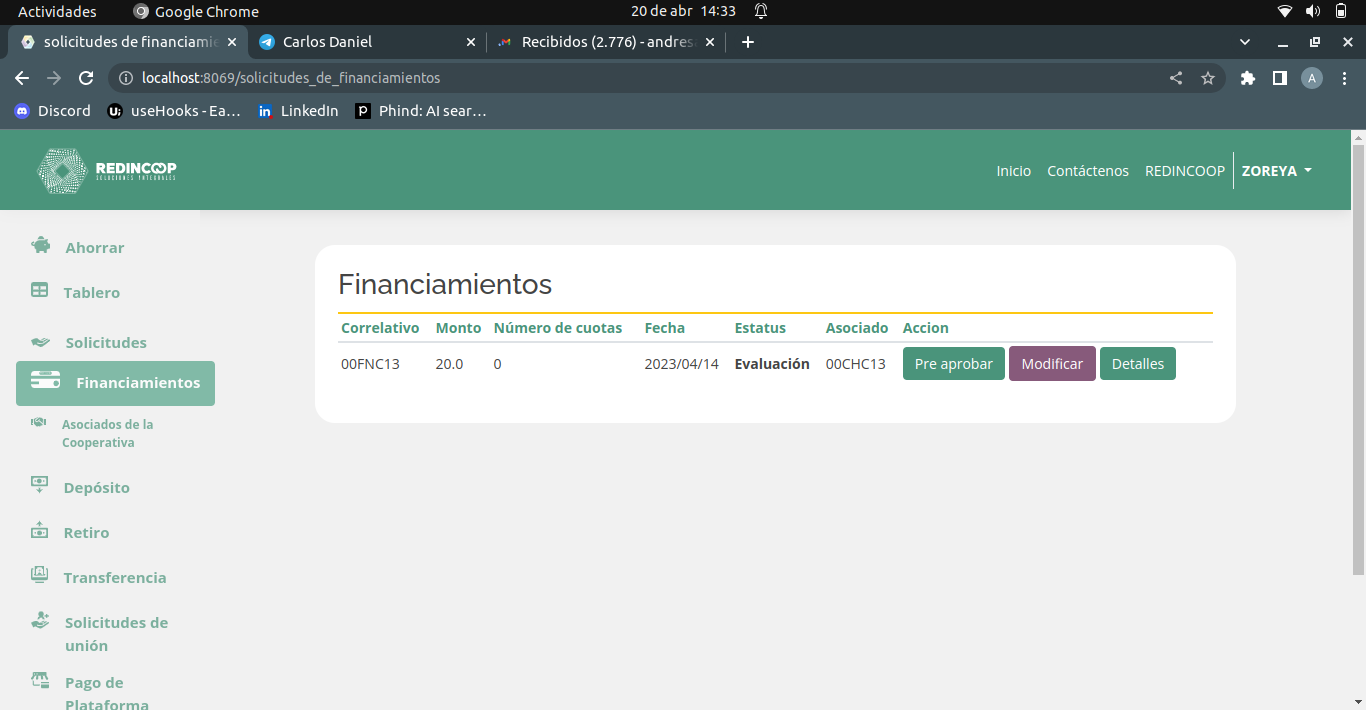 Actividades Google Chrome 20 de abr 14:33
solicitudes de financiamie Carlos Daniel Recibidos (2.776) - andres
localhost:8069/solicitudes_de_financiamientos A
Discord useHooks - Ea… LinkedIn Phind: AI sear…
REDINCOOP
SOLUCIONES INTEGRALES
Inicio Contáctenos REDINCOOP ZOREYA
Ahorrar
Tablero
Solicitudes
Financiamientos
Asociados de la
Cooperativa
Depósito
Retiro
Transferencia
Solicitudes de
unión
Pago de
Plataforma
Financiamientos
Correlativo Monto Número de cuotas Fecha Estatus Asociado Accion
00FNC13 20.0 0 2023/04/14 Evaluación 00CHC13 Pre aprobar Modificar Detalles